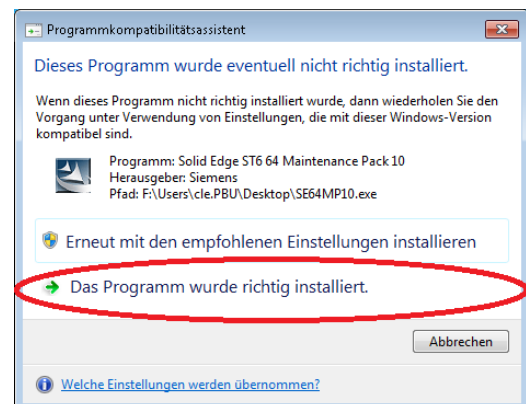 Programmkompatibilitätsassistent
Dieses Programm wurde eventuell nicht richtig installiert.
Wenn dieses Programm nicht richtig installiert wurde, dann wiederholen Sie den
Vorgang unter Verwendung von Einstellungen, die mit dieser Windows-Version
kompatibel sind.
Programm: Solid Edge ST6 64 Maintenance Pack 10
Herausgeber: Siemens
Pfad: F:\Users\cle.PBU\Desktop\SE64MP10.exe
Erneut mit den empfohlenen Einstellungen installieren
Das Programm wurde richtig installiert.
Abbrechen
Welche Einstellungen werden übernommen?